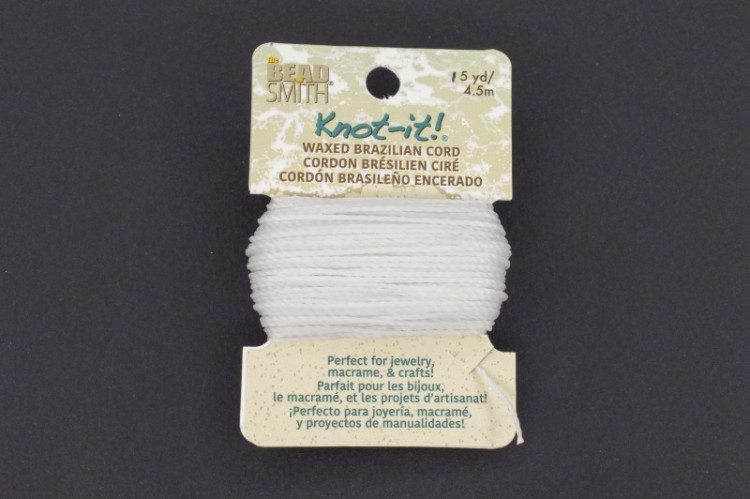 The
BEAD
SMITH®
15 yd/
4.5m
Knot-it!®
WAXED BRAZILIAN CORD
CORDON BRÉSILIEN CIRÉ
CORDÓN BRASILEÑO ENCERADO
Perfect for jewelry,
macrame, & crafts!
Parfait pour les bijoux,
le macramé, et les projets d'artisanat!
¡Perfecto para joyería, macramé,
y proyectos de manualidades!